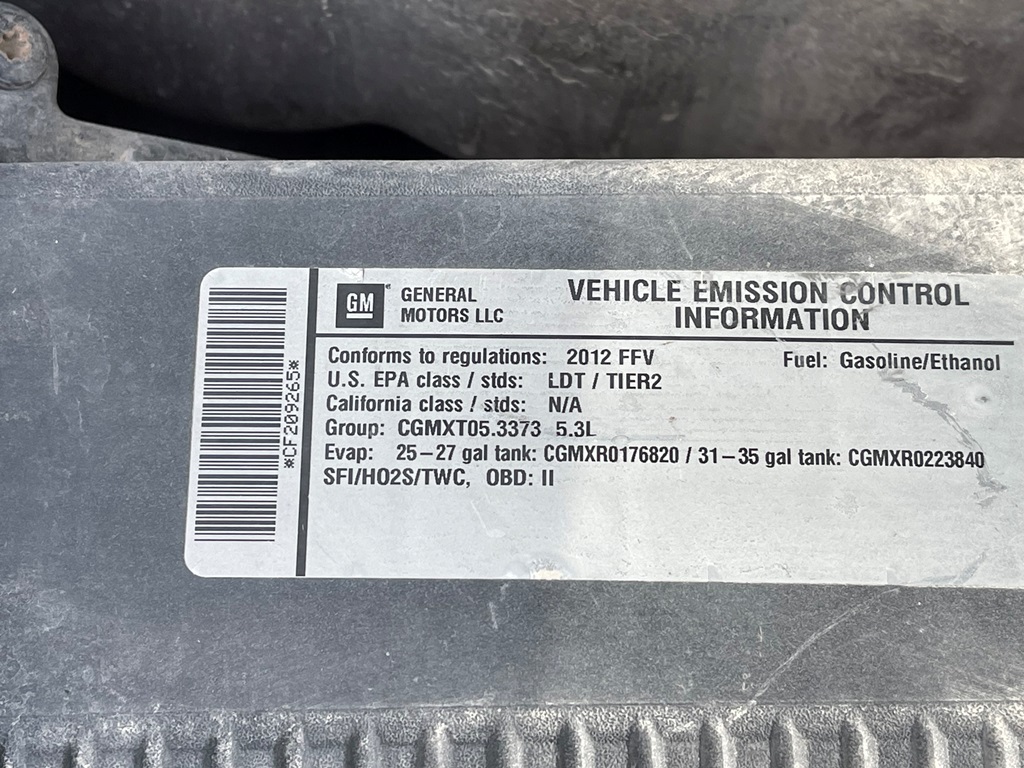 GM® GENERAL MOTORS LLC
VEHICLE EMISSION CONTROL
INFORMATION
Conforms to regulations: 2012 FFV Fuel: Gasoline/Ethanol
U.S. EPA class / stds: LDT / TIER2
California class / stds: N/A
Group: CGMXT05.3373 5.3L
Evap: 25–27 gal tank: CGMXR0176820 / 31–35 gal tank: CGMXR0223840
SFI/HO2S/TWC, OBD: II
*CF209265*